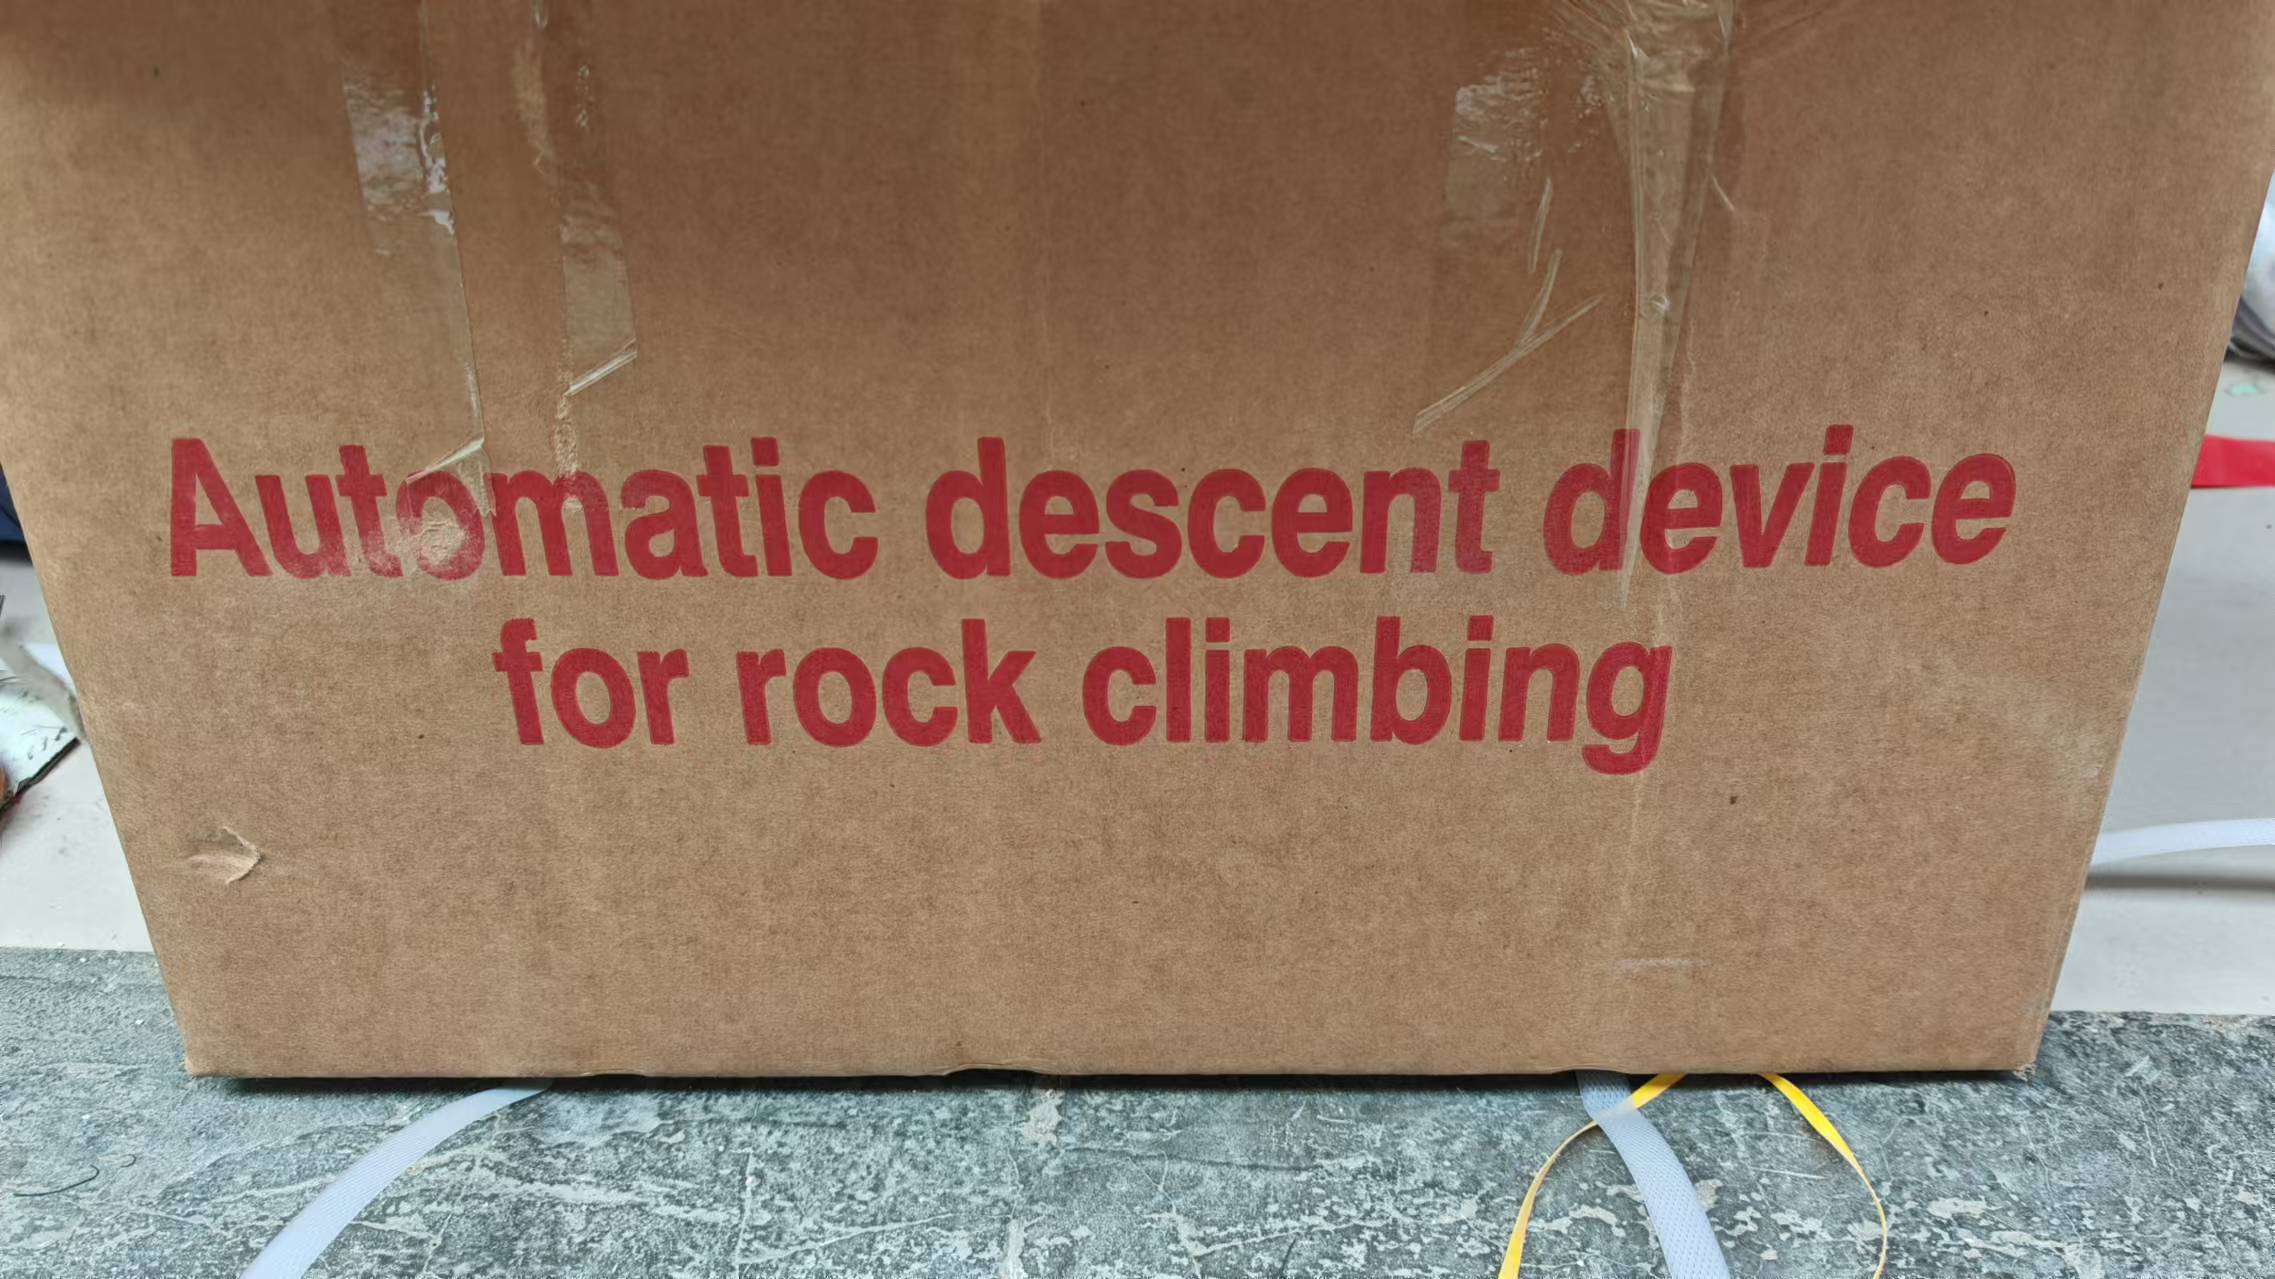 Automatic descent device
for rock climbing